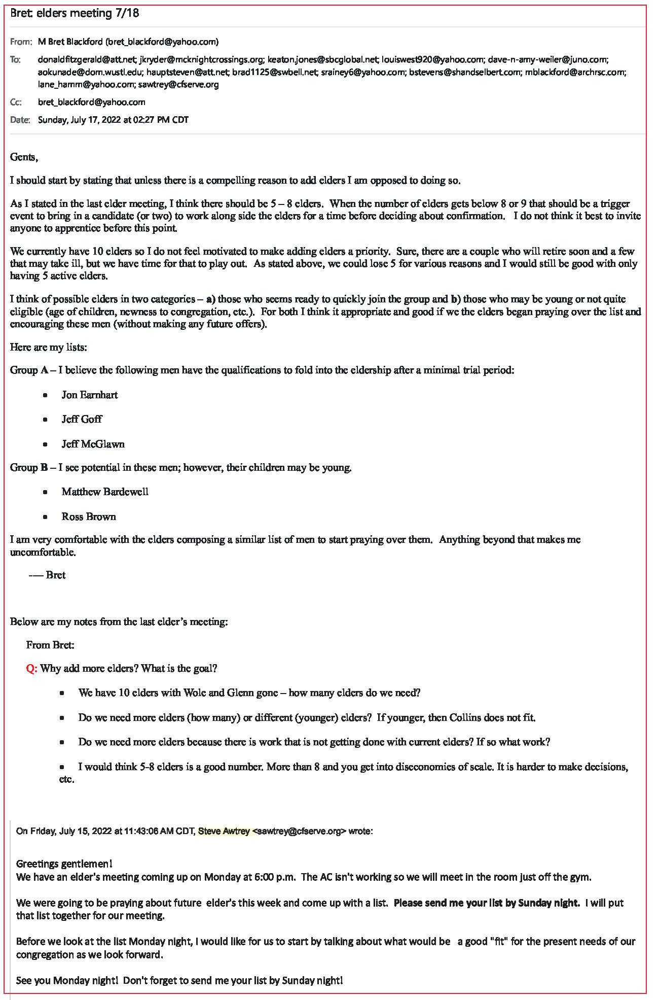 Bret: elders meeting 7/18
From: M Bret Blackford (bret_blackford@yahoo.com)
To: donaldfitzgerald@att.net; jkryder@mcknightcrossings.org; keaton.jones@sbcglobal.net; louiswest920@yahoo.com; dave-n-amy-weiler@juno.com;
aokunade@dom.wustl.edu; hauptsteven@att.net; brad1125@swbell.net; srainey6@yahoo.com; bstevens@shandselbert.com; mblackford@archrsc.com;
lane_hamm@yahoo.com; sawtrey@cfserve.org
Cc: bret_blackford@yahoo.com
Date: Sunday, July 17, 2022 at 02:27 PM CDT
Gents,
I should start by stating that unless there is a compelling reason to add elders I am opposed to doing so.
As I stated in the last elder meeting, I think there should be 5 – 8 elders. When the number of elders gets below 8 or 9 that should be a trigger
event to bring in a candidate (or two) to work along side the elders for a time before deciding about confirmation. I do not think it best to invite
anyone to apprentice before this point.
We currently have 10 elders so I do not feel motivated to make adding elders a priority. Sure, there are a couple who will retire soon and a few
that may take ill, but we have time for that to play out. As stated above, we could lose 5 for various reasons and I would still be good with only
having 5 active elders.
I think of possible elders in two categories – a) those who seems ready to quickly join the group and b) those who may be young or not quite
eligible (age of children, newness to congregation, etc.). For both I think it appropriate and good if we the elders began praying over the list and
encouraging these men (without making any future offers).
Here are my lists:
Group A – I believe the following men have the qualifications to fold into the eldership after a minimal trial period:
• Jon Earnhart
• Jeff Goff
• Jeff McGlawn
Group B – I see potential in these men; however, their children may be young.
• Matthew Bardewell
• Ross Brown
I am very comfortable with the elders composing a similar list of men to start praying over them. Anything beyond that makes me
uncomfortable.
-— Bret
Below are my notes from the last elder’s meeting:
From Bret:
Q: Why add more elders? What is the goal?
• We have 10 elders with Wole and Glenn gone – how many elders do we need?
• Do we need more elders (how many) or different (younger) elders? If younger, then Collins does not fit.
• Do we need more elders because there is work that is not getting done with current elders? If so what work?
• I would think 5-8 elders is a good number. More than 8 and you get into diseconomies of scale. It is harder to make decisions,
etc.
On Friday, July 15, 2022 at 11:43:06 AM CDT, Steve Awtrey <sawtrey@cfserve.org> wrote:
Greetings gentlemen!
We have an elder's meeting coming up on Monday at 6:00 p.m. The AC isn't working so we will meet in the room just off the gym.
We were going to be praying about future elder's this week and come up with a list. Please send me your list by Sunday night. I will put
that list together for our meeting.
Before we look at the list Monday night, I would like for us to start by talking about what would be a good "fit" for the present needs of our
congregation as we look forward.
See you Monday night! Don't forget to send me your list by Sunday night!